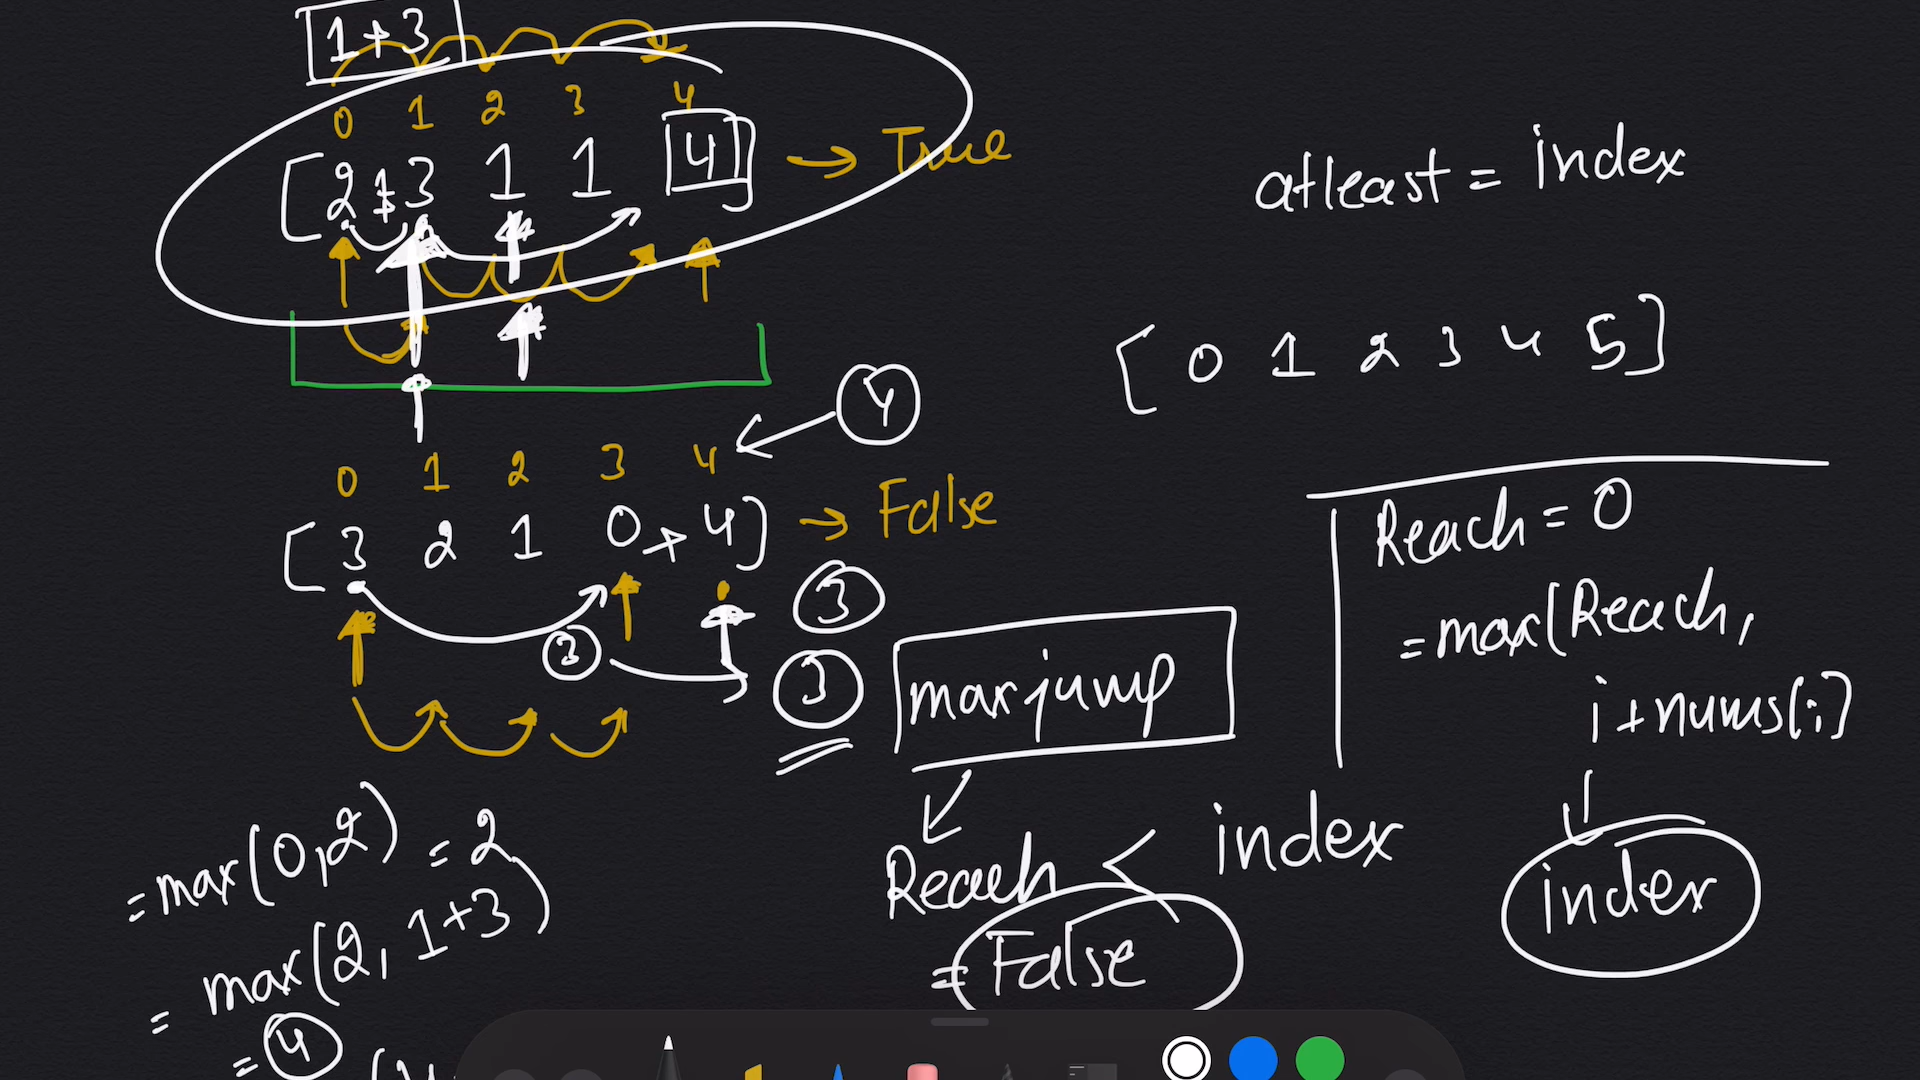 1+3
0 1 2 3 4
[2 1 3 1 1 4] → True
atleast = index
[0 1 2 3 4 5]
4
0 1 2 3 4
[3 2 1 0 4] → False
3
3
3
maxjump
Reach = 0
= max(Reach,
i + nums[i]
index
Reach < index
= False
= max(0,2) = 2
= max(2, 1+3)
= 4